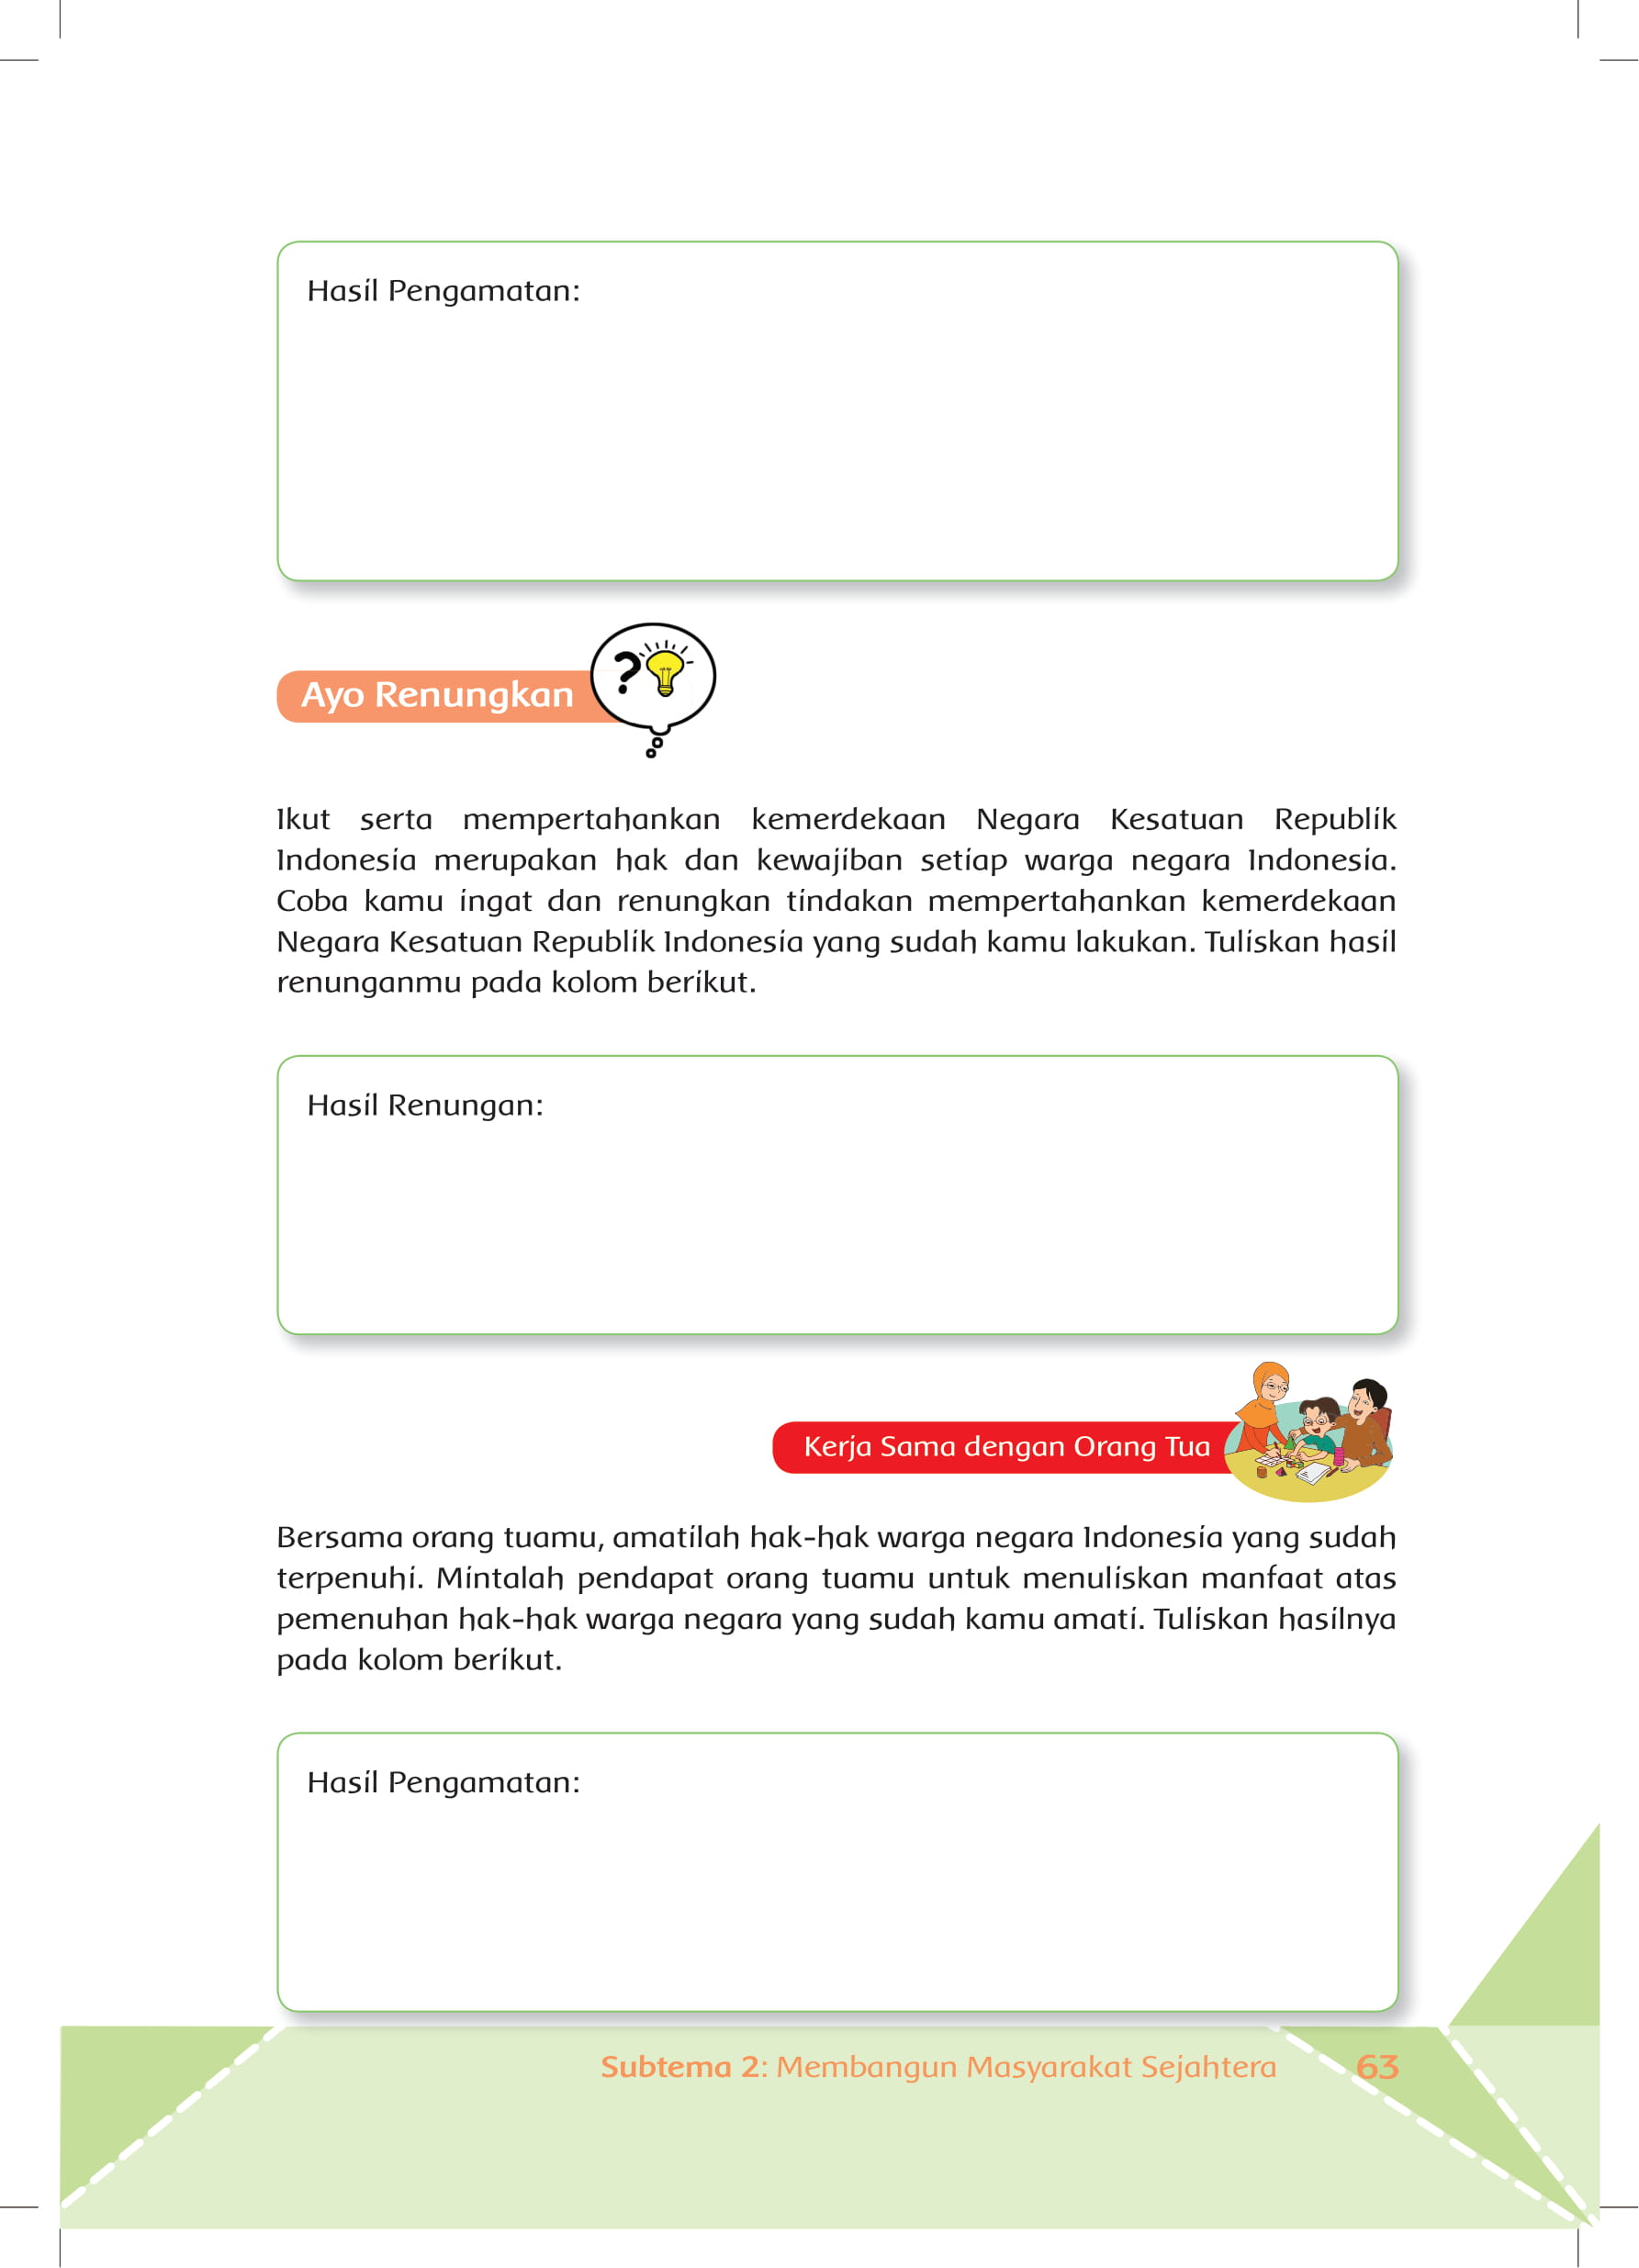 Hasil Pengamatan:
Ayo Renungkan
Ikut serta mempertahankan kemerdekaan Negara Kesatuan Republik
Indonesia merupakan hak dan kewajiban setiap warga negara Indonesia.
Coba kamu ingat dan renungkan tindakan mempertahankan kemerdekaan
Negara Kesatuan Republik Indonesia yang sudah kamu lakukan. Tuliskan hasil
renunganmu pada kolom berikut.
Hasil Renungan:
Kerja Sama dengan Orang Tua
Bersama orang tuamu, amatilah hak-hak warga negara Indonesia yang sudah
terpenuhi. Mintalah pendapat orang tuamu untuk menuliskan manfaat atas
pemenuhan hak-hak warga negara yang sudah kamu amati. Tuliskan hasilnya
pada kolom berikut.
Hasil Pengamatan:
Subtema 2: Membangun Masyarakat Sejahtera 63